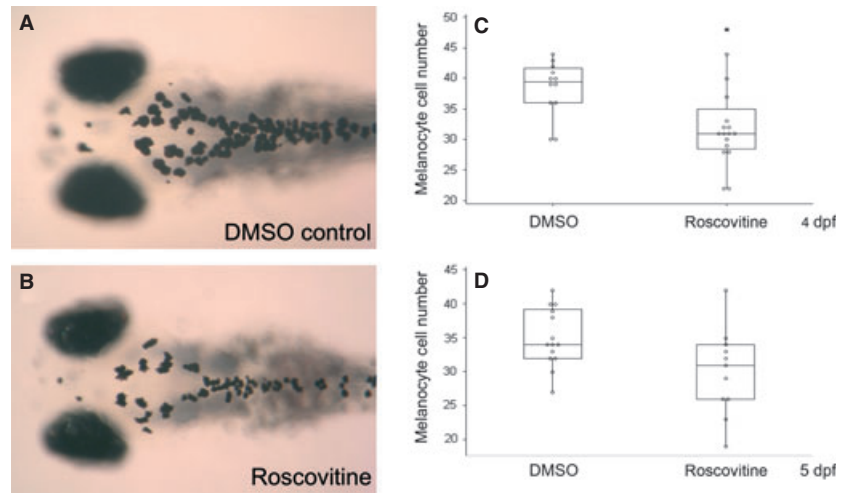 A
DMSO control
B
Roscovitine
C
Melanocyte cell number
50
45
40
35
30
25
20
DMSO Roscovitine 4 dpf
D
Melanocyte cell number
45
40
35
30
25
20
DMSO Roscovitine 5 dpf